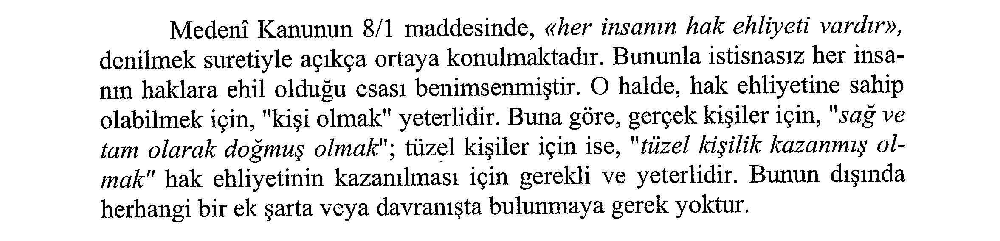 Medenî Kanunun 8/1 maddesinde, «her insanın hak ehliyeti vardır»,
denilmek suretiyle açıkça ortaya konulmaktadır. Bununla istisnasız her insa-
nın haklara ehil olduğu esası benimsenmiştir. O halde, hak ehliyetine sahip
olabilmek için, "kişi olmak" yeterlidir. Buna göre, gerçek kişiler için, "sağ ve
tam olarak doğmuş olmak"; tüzel kişiler için ise, "tüzel kişilik kazanmış ol-
mak" hak ehliyetinin kazanılması için gerekli ve yeterlidir. Bunun dışında
herhangi bir ek şarta veya davranışta bulunmaya gerek yoktur.